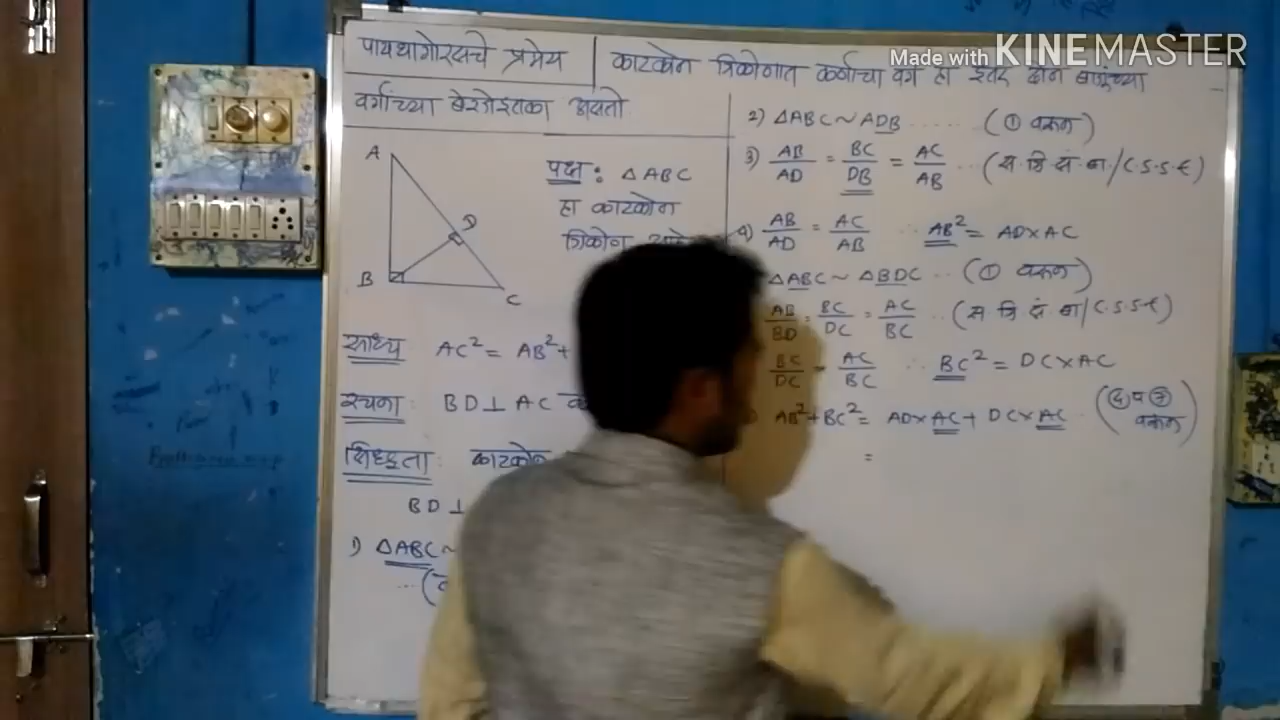 Made with KINEMASTER
पायथागोरसचे प्रमेय
काटकोन त्रिकोणात कर्णाचा वर्ग हा इतर दोन बाजूंच्या
वर्गांच्या बेरजेइतका असतो
A
B
C
D
पक्ष : △ABC
हा काटकोन
त्रिकोण
साध्य AC² = AB² +
रचना : BD ⊥ AC
सिध्दता : काटकोन
BD ⊥
1) △ABC ~
2) △ABC ~ ADB ...... (① वरून)
3) AB/AD = BC/DB = AC/AB .. (स.त्रि.सं.बा/C.S.S.T)
4) AB/AD = AC/AB ∴ AB² = AD×AC
△ABC ~ △BDC .. (① वरून)
AB/BD = BC/DC = AC/BC .. (स.त्रि.सं.बा/C.S.S.T)
BC/DC = AC/BC ∴ BC² = DC×AC
AB² + BC² = AD×AC + DC×AC .. (④ व ⑦ वरून)
=